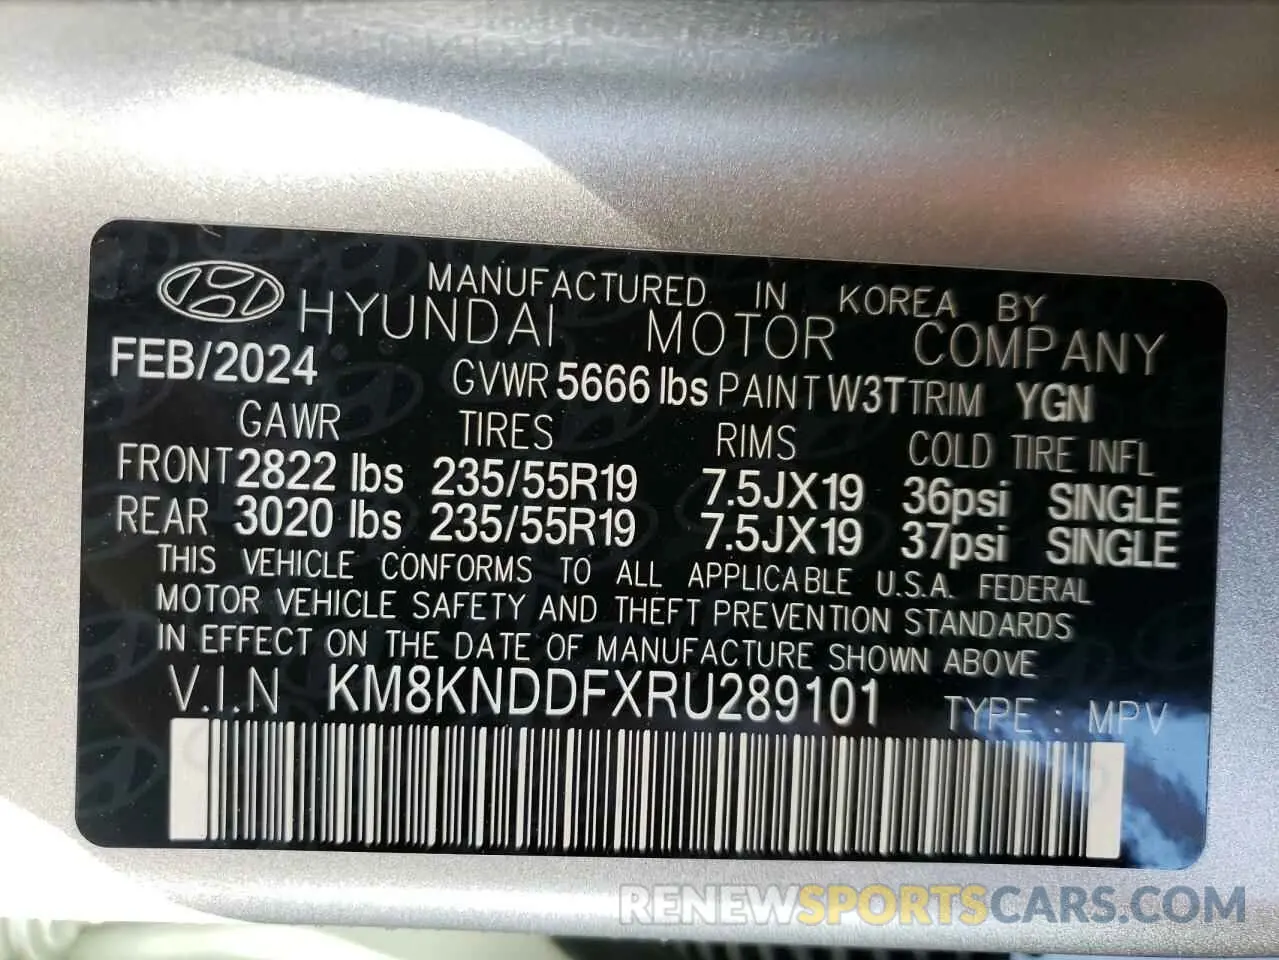 MANUFACTURED IN KOREA BY
HYUNDAI MOTOR COMPANY
FEB/2024 GVWR 5666 lbs PAINT W3T TRIM YGN
GAWR TIRES RIMS COLD TIRE INFL
FRONT 2822 lbs 235/55R19 7.5JX19 36psi SINGLE
REAR 3020 lbs 235/55R19 7.5JX19 37psi SINGLE
THIS VEHICLE CONFORMS TO ALL APPLICABLE U.S.A. FEDERAL
MOTOR VEHICLE SAFETY AND THEFT PREVENTION STANDARDS
IN EFFECT ON THE DATE OF MANUFACTURE SHOWN ABOVE
V.I.N KM8KNDDFXRU289101 TYPE : MPV
RENEWSPORTSCARS.COM